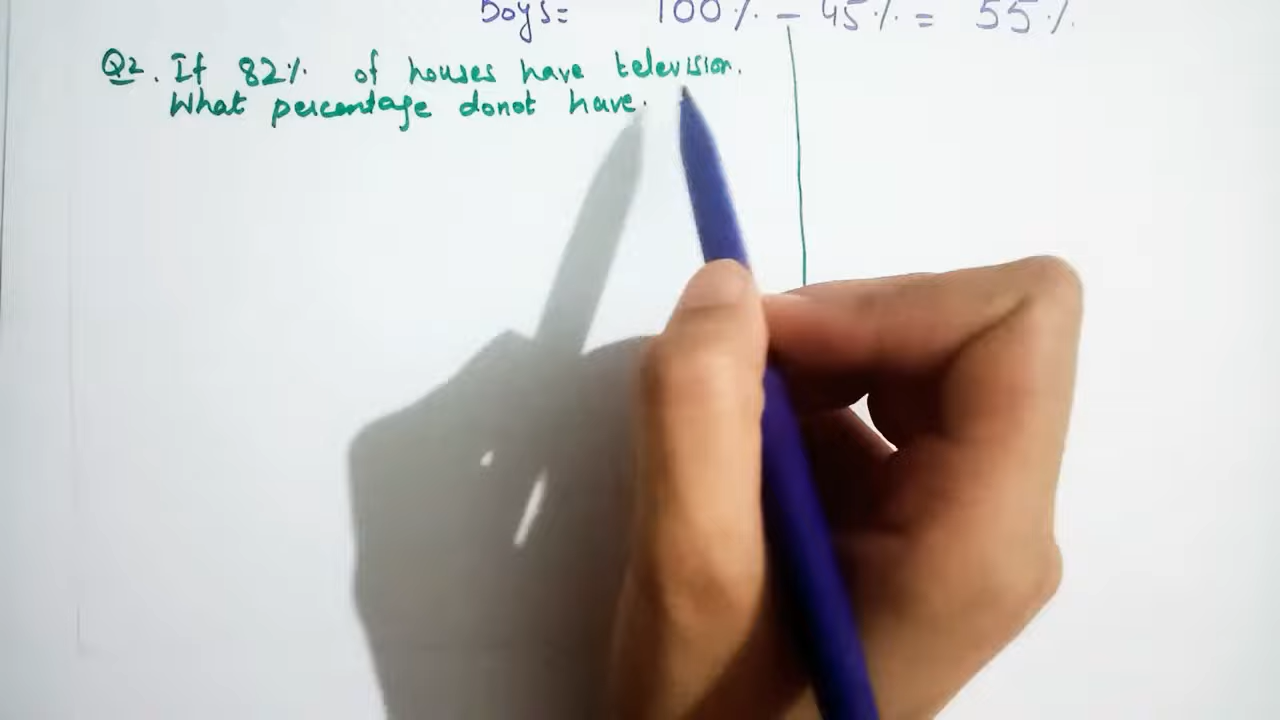 Boys= 100% - 45% = 55%
Q2. If 82% of houses have television.
What percentage donot have.